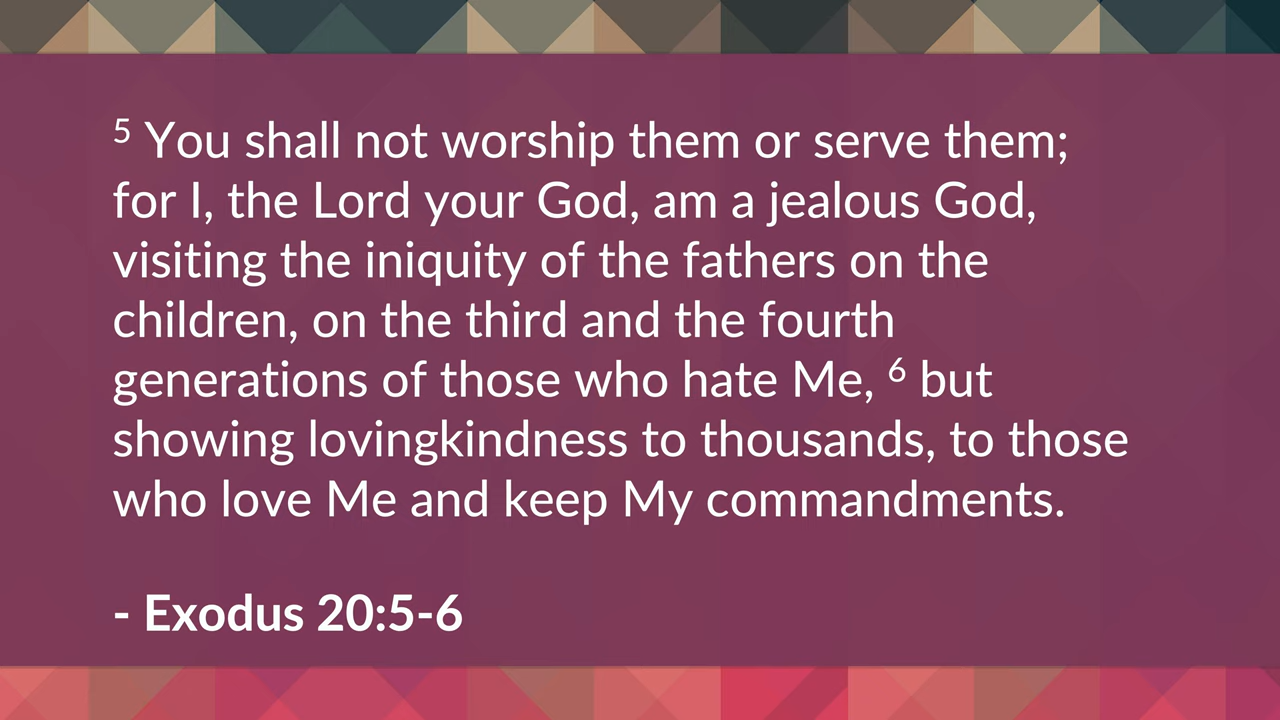 5 You shall not worship them or serve them;
for I, the Lord your God, am a jealous God,
visiting the iniquity of the fathers on the
children, on the third and the fourth
generations of those who hate Me, 6 but
showing lovingkindness to thousands, to those
who love Me and keep My commandments.
- Exodus 20:5-6